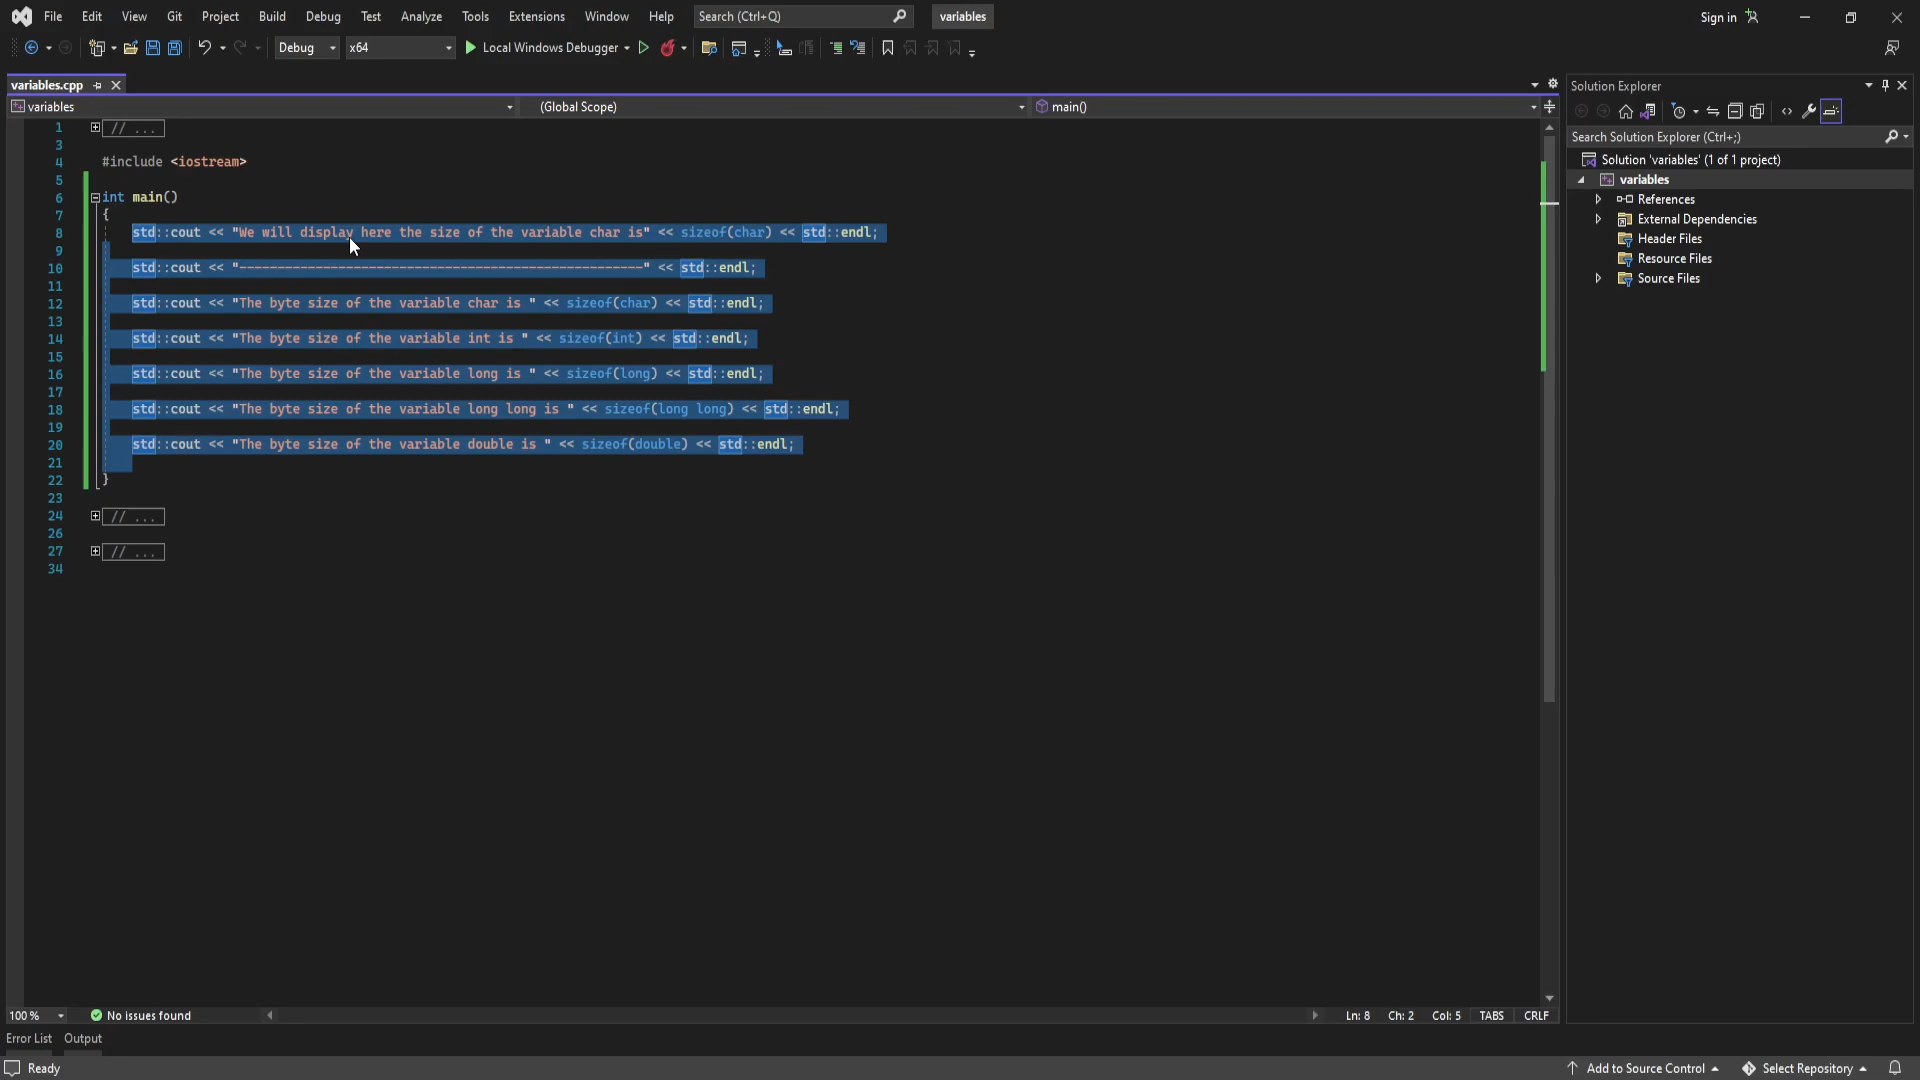 File Edit View Git Project Build Debug Test Analyze Tools Extensions Window Help Search (Ctrl+Q) variables Sign in
Debug x64 Local Windows Debugger
variables.cpp
variables (Global Scope) main()
1 // ...
3
4 #include <iostream>
5
6 int main()
7 {
8 std::cout << "We will display here the size of the variable char is" << sizeof(char) << std::endl;
9
10 std::cout << "-----------------------------------------------------" << std::endl;
11
12 std::cout << "The byte size of the variable char is " << sizeof(char) << std::endl;
13
14 std::cout << "The byte size of the variable int is " << sizeof(int) << std::endl;
15
16 std::cout << "The byte size of the variable long is " << sizeof(long) << std::endl;
17
18 std::cout << "The byte size of the variable long long is " << sizeof(long long) << std::endl;
19
20 std::cout << "The byte size of the variable double is " << sizeof(double) << std::endl;
21
22 }
23
24 // ...
26
27 // ...
34
Solution Explorer
Search Solution Explorer (Ctrl+;)
Solution 'variables' (1 of 1 project)
variables
References
External Dependencies
Header Files
Resource Files
Source Files
100 % No issues found Ln: 8 Ch: 2 Col: 5 TABS CRLF
Error List Output
Ready Add to Source Control Select Repository